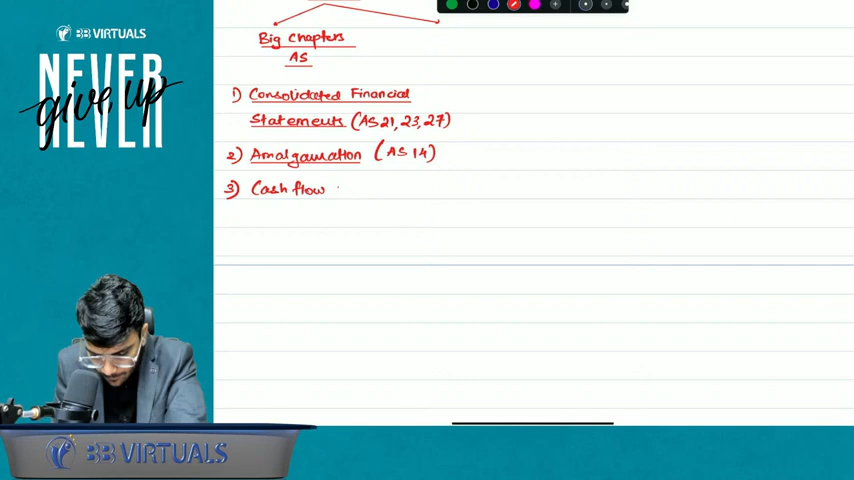 BB VIRTUALS
NEVER
give up
NEVER
Big Chapters
AS
1) Consolidated Financial
Statements (AS 21, 23, 27)
2) Amalgamation (AS 14)
3) Cash flow
BB VIRTUALS